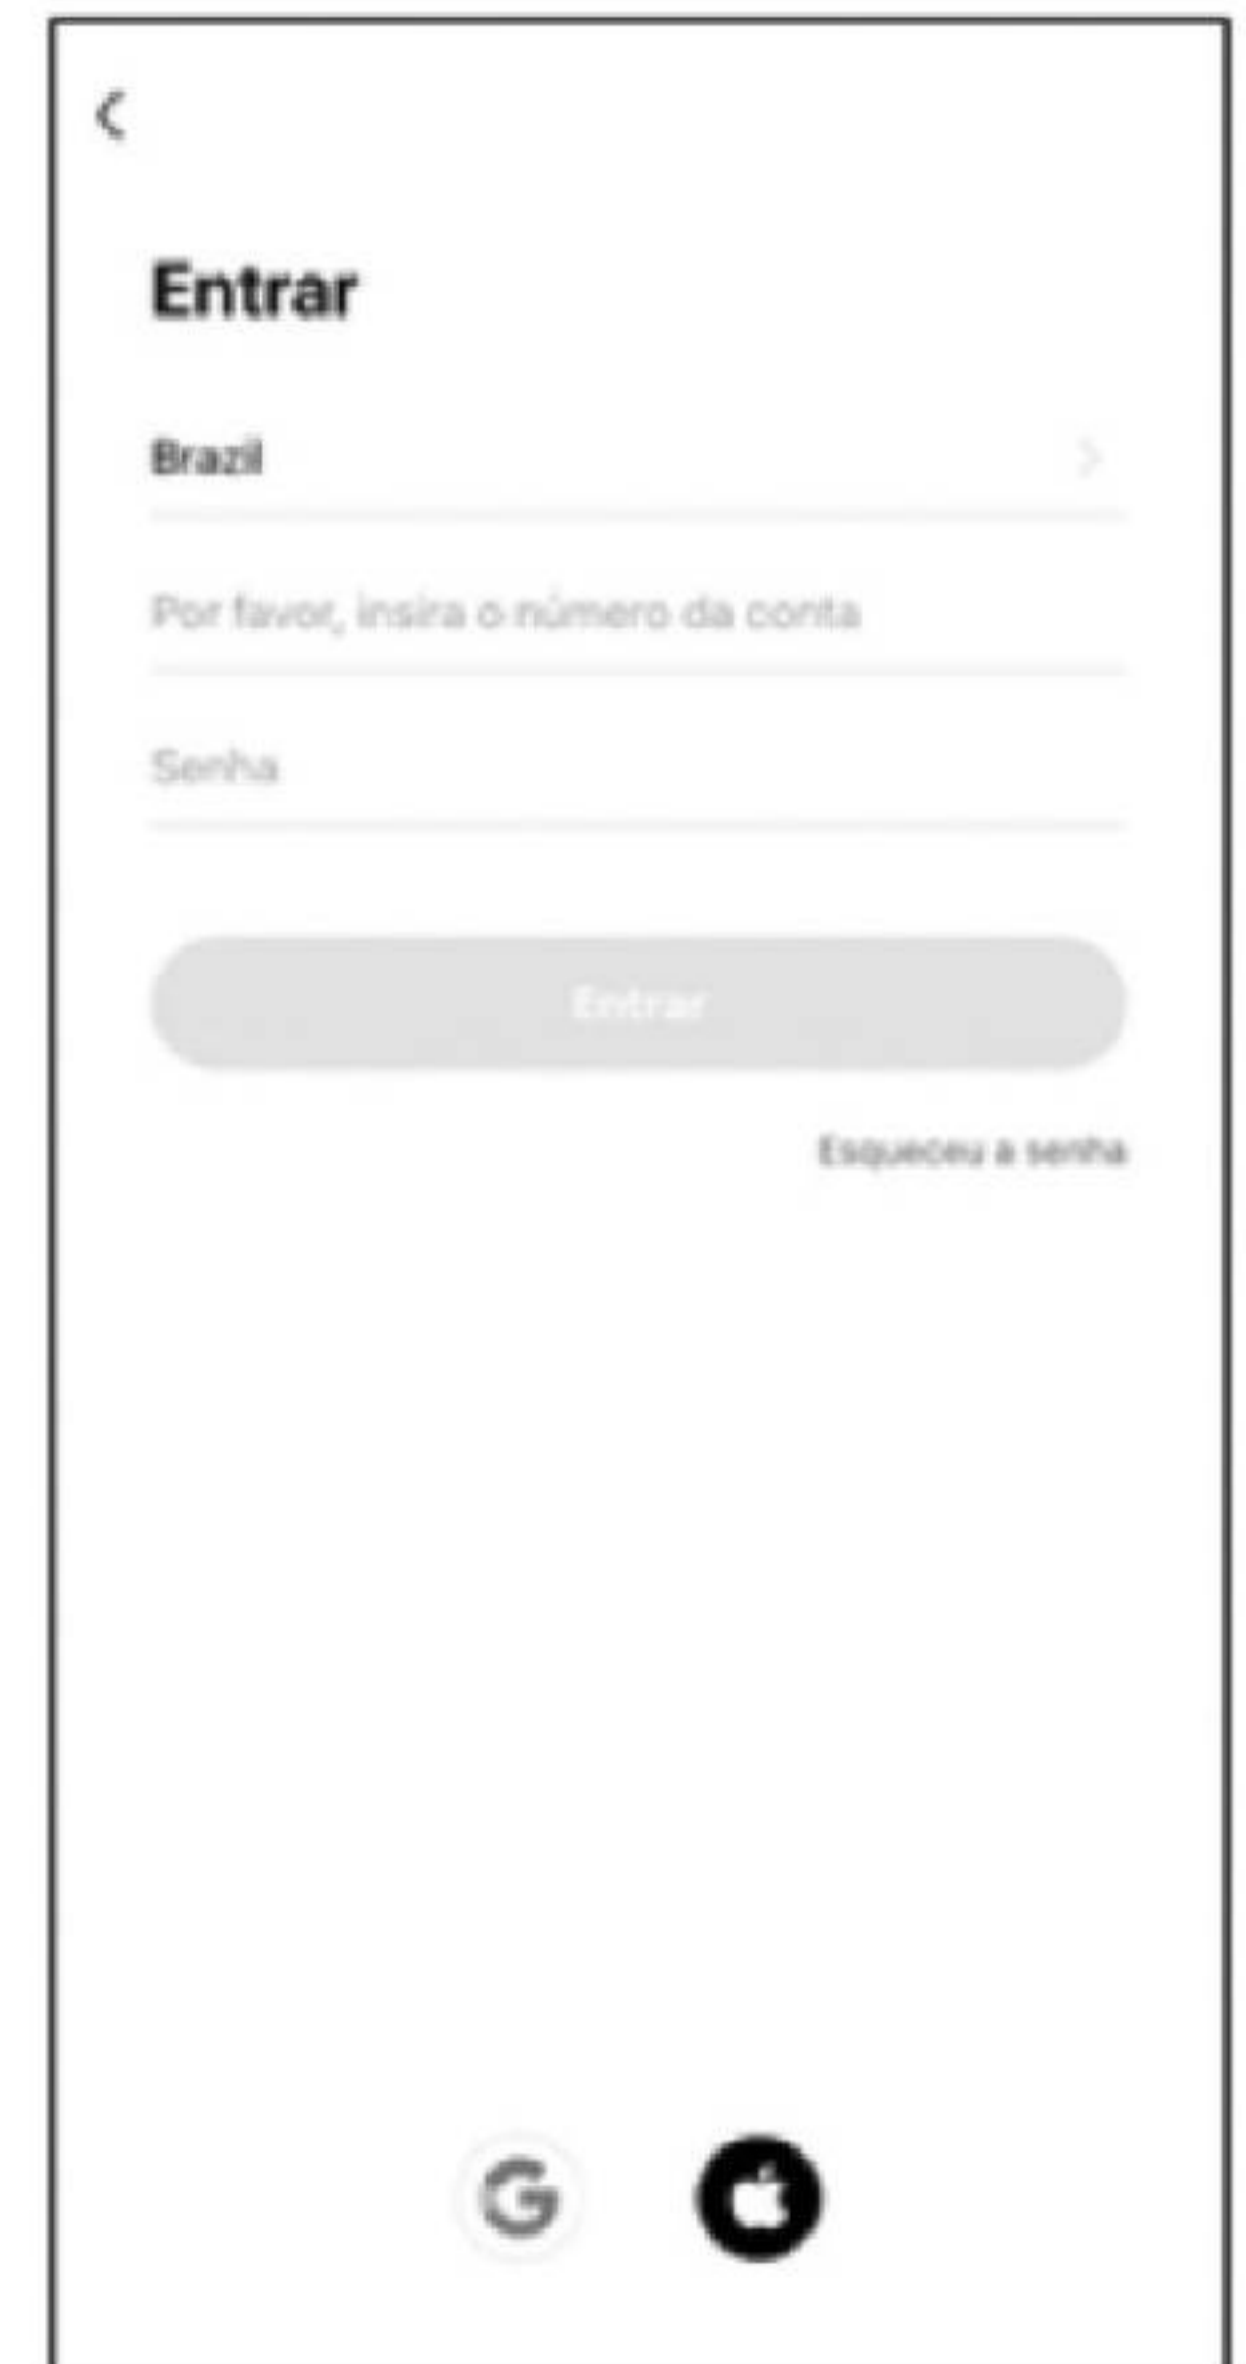 Entrar
Brazil
Por favor, insira o número da conta
Senha
Entrar
Esqueceu a senha
G